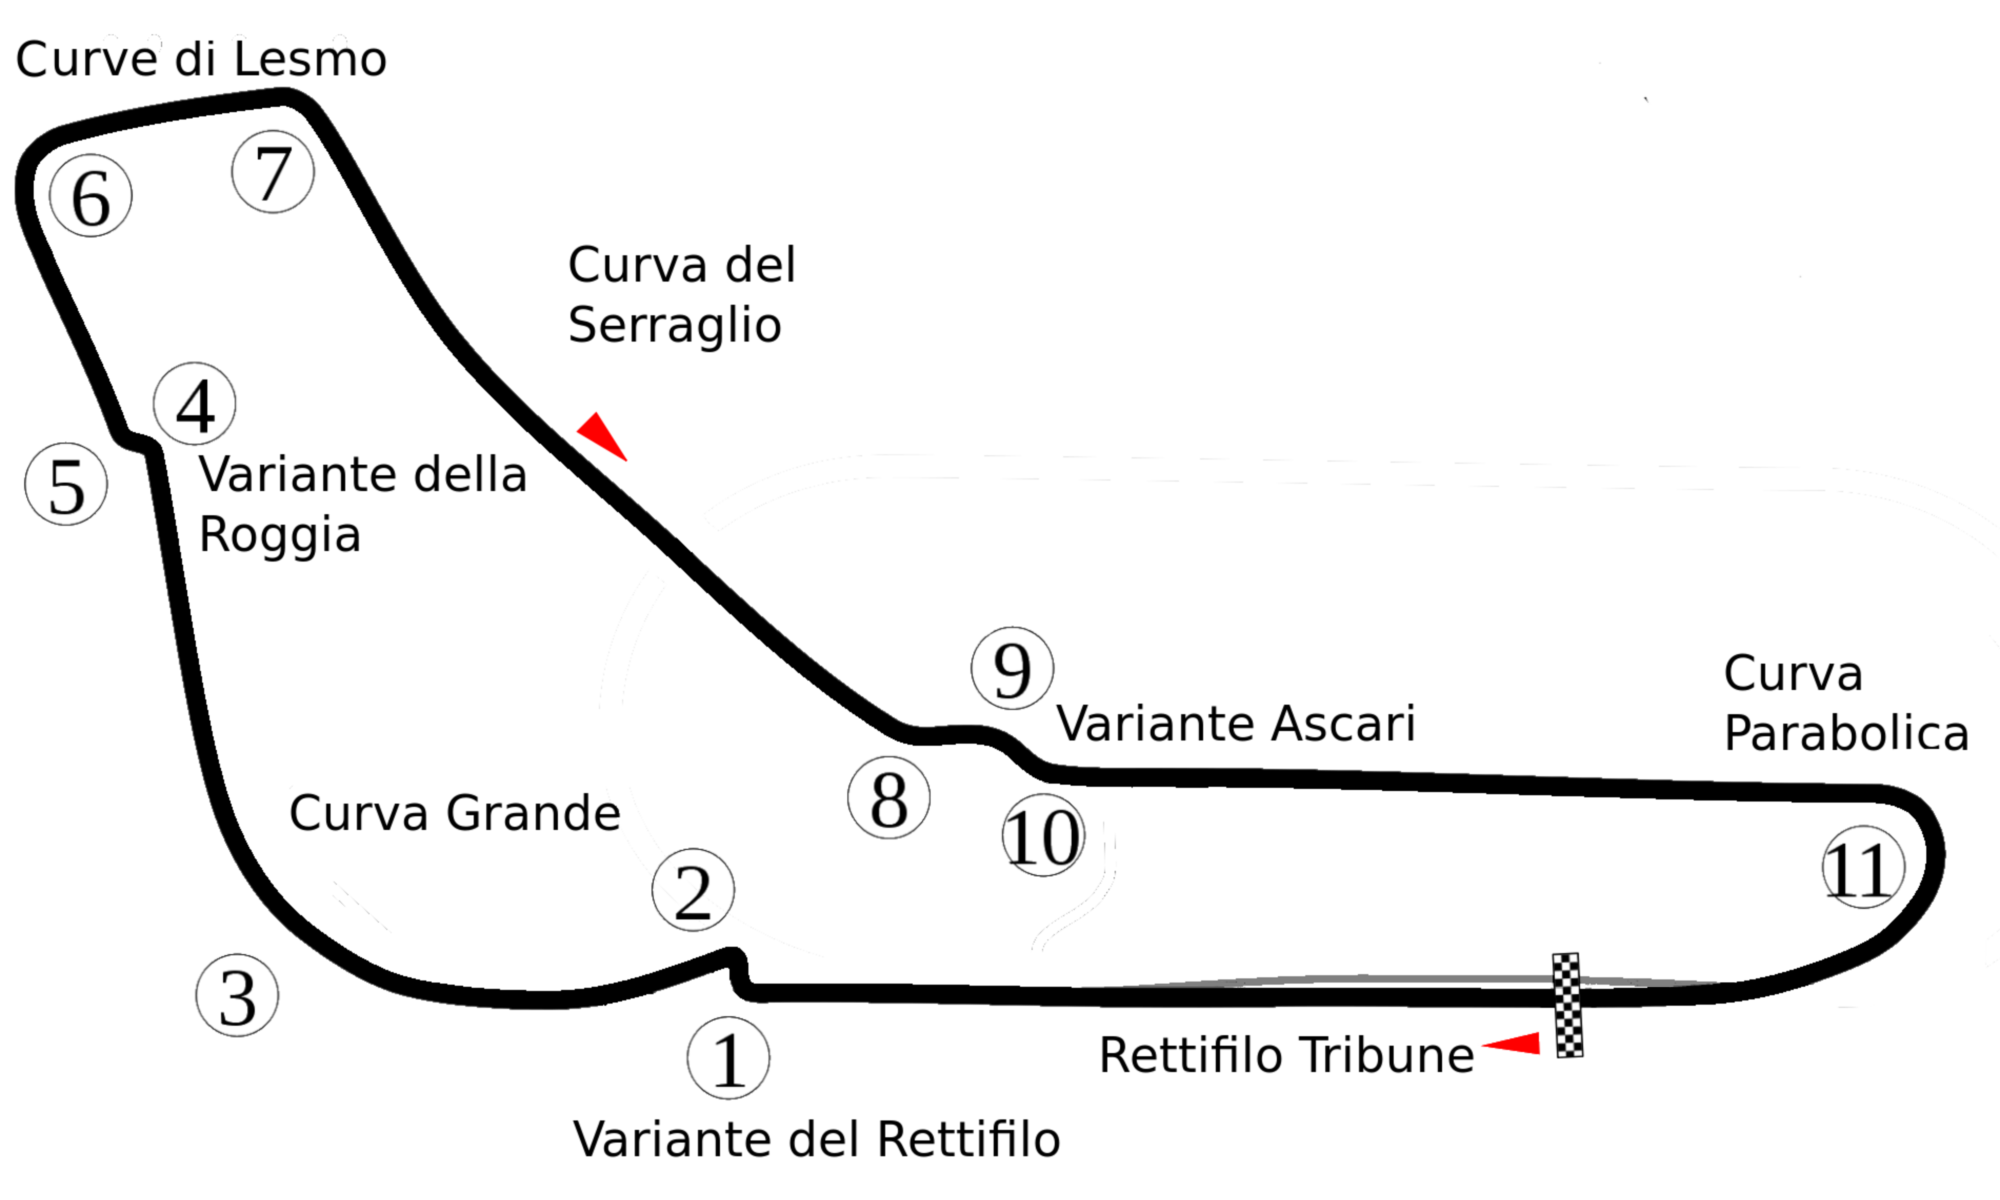 Curve di Lesmo
6
7
Curva del
Serraglio
4
5
Variante della
Roggia
9
Variante Ascari
Curva
Parabolica
8
10
11
Curva Grande
2
3
1
Rettifilo Tribune
Variante del Rettifilo